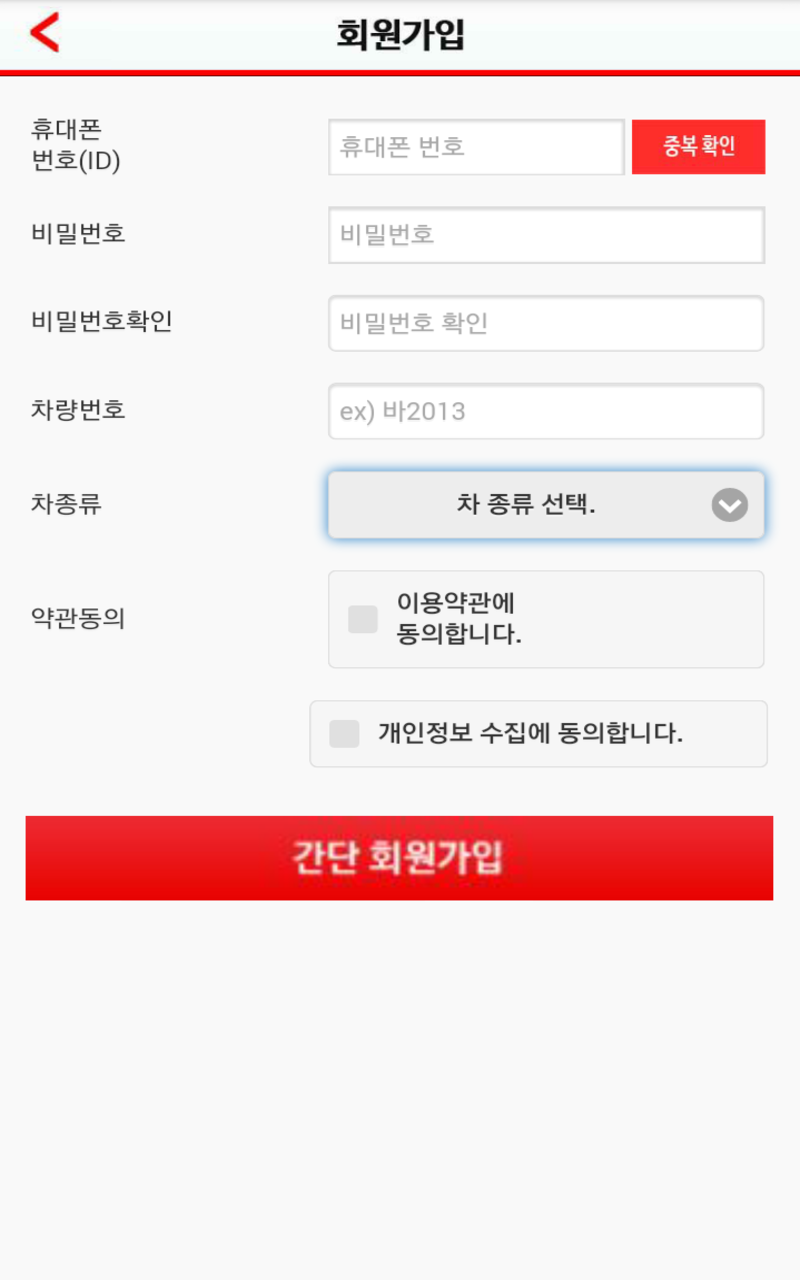 회원가입
휴대폰
번호(ID)
휴대폰 번호
중복 확인
비밀번호
비밀번호
비밀번호확인
비밀번호 확인
차량번호
ex) 바2013
차종류
차 종류 선택.
약관동의
이용약관에
동의합니다.
개인정보 수집에 동의합니다.
간단 회원가입